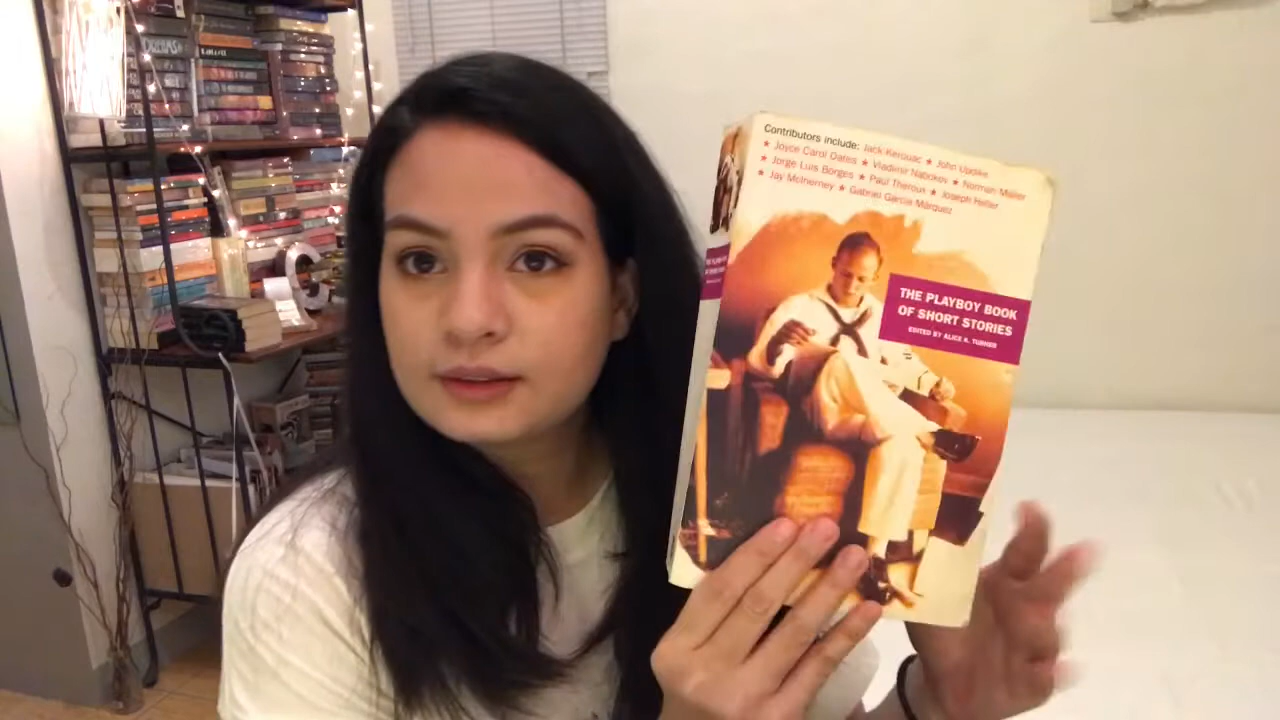 Contributors include: Jack Kerouac ★ John Updike
★ Joyce Carol Oates ★ Vladimir Nabokov ★ Norman Mailer
★ Jorge Luis Borges ★ Paul Theroux ★ Joseph Heller
★ Jay McInerney ★ Gabriel García Márquez
THE PLAYBOY BOOK
OF SHORT STORIES
EDITED BY ALICE K. TURNER